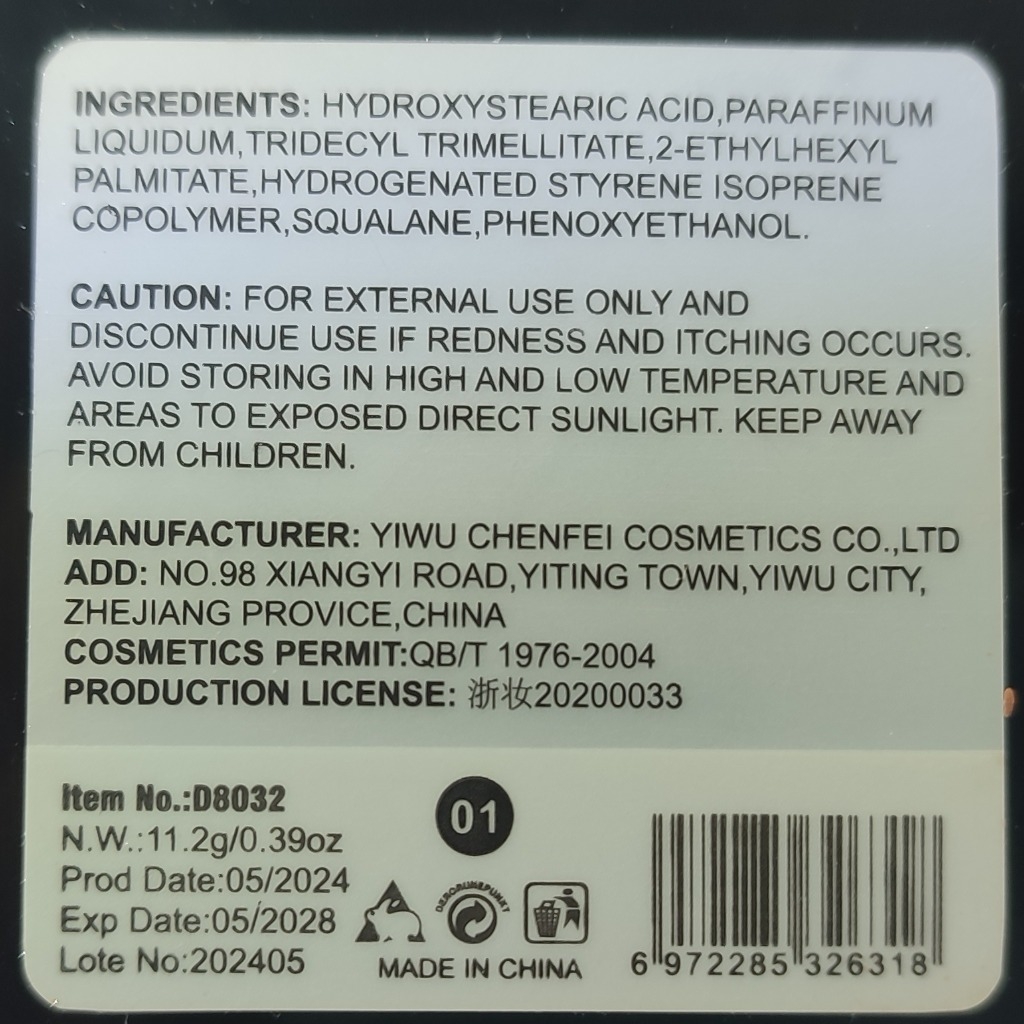 INGREDIENTS: HYDROXYSTEARIC ACID,PARAFFINUM
LIQUIDUM,TRIDECYL TRIMELLITATE,2-ETHYLHEXYL
PALMITATE,HYDROGENATED STYRENE ISOPRENE
COPOLYMER,SQUALANE,PHENOXYETHANOL.
CAUTION: FOR EXTERNAL USE ONLY AND
DISCONTINUE USE IF REDNESS AND ITCHING OCCURS.
AVOID STORING IN HIGH AND LOW TEMPERATURE AND
AREAS TO EXPOSED DIRECT SUNLIGHT. KEEP AWAY
FROM CHILDREN.
MANUFACTURER: YIWU CHENFEI COSMETICS CO.,LTD
ADD: NO.98 XIANGYI ROAD,YITING TOWN,YIWU CITY,
ZHEJIANG PROVICE,CHINA
COSMETICS PERMIT:QB/T 1976-2004
PRODUCTION LICENSE: 浙妆20200033
Item No.:D8032
N.W.:11.2g/0.39oz
Prod Date:05/2024
Exp Date:05/2028
Lote No:202405
01
MADE IN CHINA
6 972285 326318